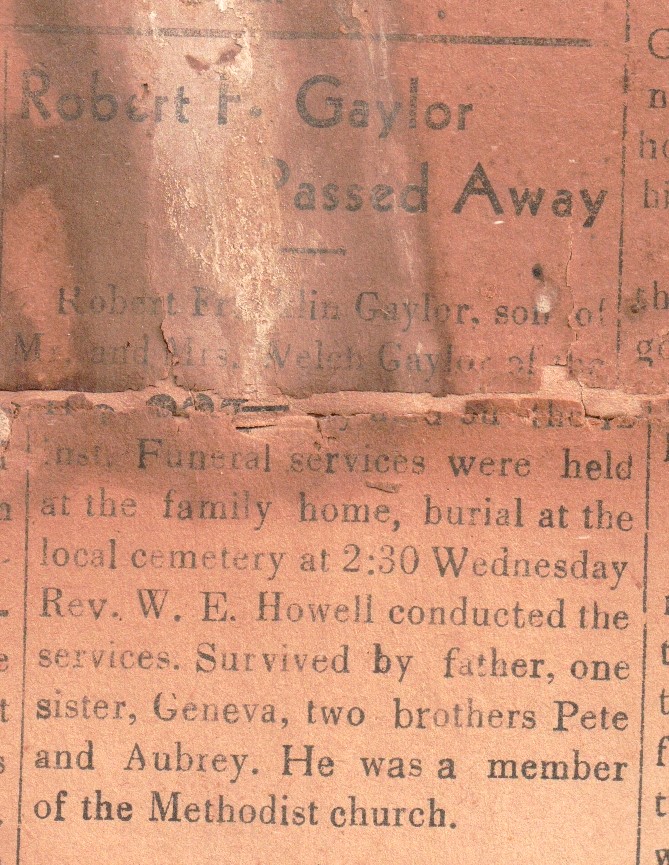 Robert F. Gaylor
Passed Away
Robert Franklin Gaylor, son of
Mr. and Mrs. Welch Gaylor of the
on the
inst. Funeral services were held
at the family home, burial at the
local cemetery at 2:30 Wednesday
Rev. W. E. Howell conducted the
services. Survived by father, one
sister, Geneva, two brothers Pete
and Aubrey. He was a member
of the Methodist church.